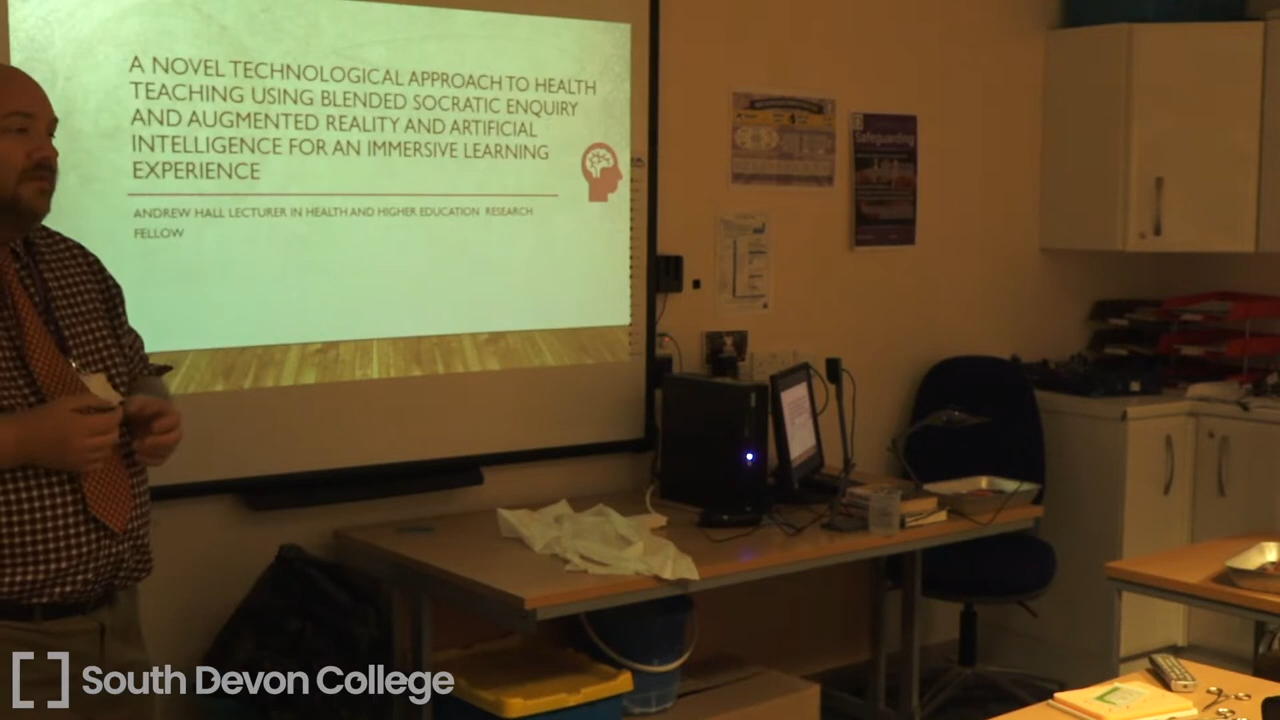 A NOVEL TECHNOLOGICAL APPROACH TO HEALTH
TEACHING USING BLENDED SOCRATIC ENQUIRY
AND AUGMENTED REALITY AND ARTIFICIAL
INTELLIGENCE FOR AN IMMERSIVE LEARNING
EXPERIENCE
ANDREW HALL LECTURER IN HEALTH AND HIGHER EDUCATION RESEARCH
FELLOW
Safeguarding
South Devon College